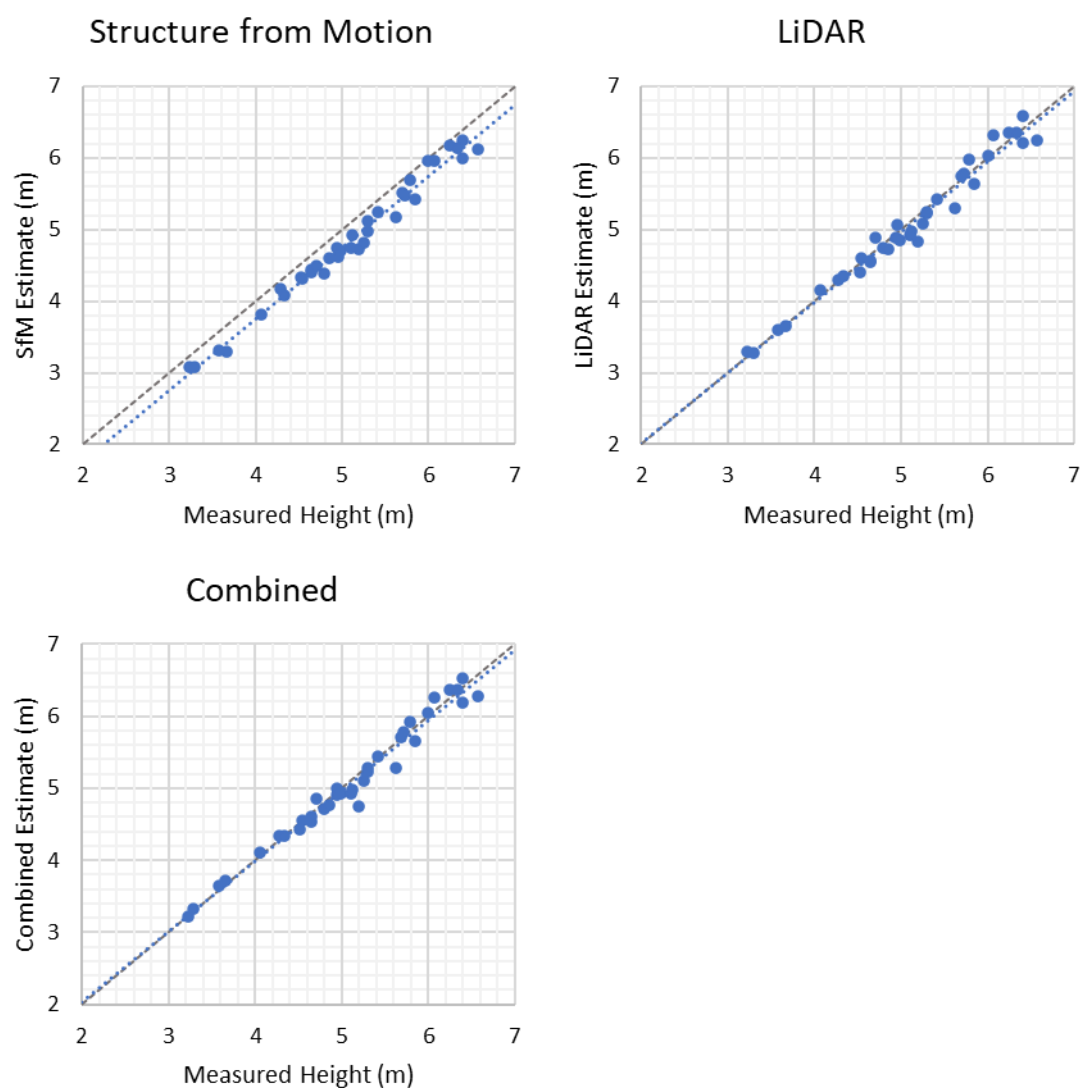 Structure from Motion
SfM Estimate (m)
7
6
5
4
3
2
2 3 4 5 6 7
Measured Height (m)
LiDAR
LiDAR Estimate (m)
7
6
5
4
3
2
2 3 4 5 6 7
Measured Height (m)
Combined
Combined Estimate (m)
7
6
5
4
3
2
2 3 4 5 6 7
Measured Height (m)